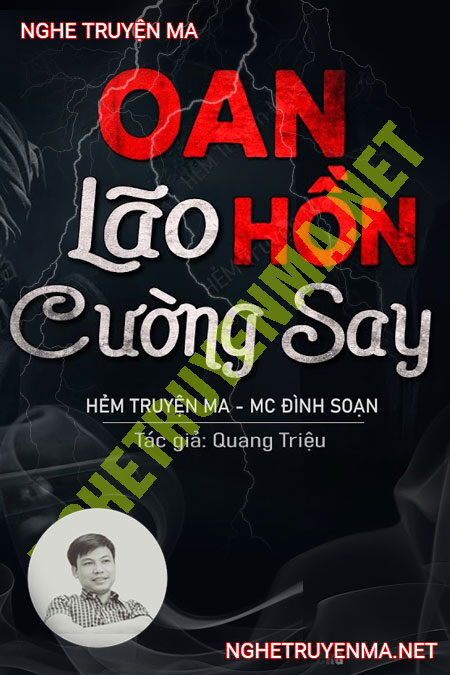 NGHE TRUYỆN MA
OAN
Lão HỒN
Cường Say
HẺM TRUYỆN MA - MC ĐÌNH SOẠN
Tác giả: Quang Triệu
NGHETRUYENMA.NET
NGHETRUYENMA.NET